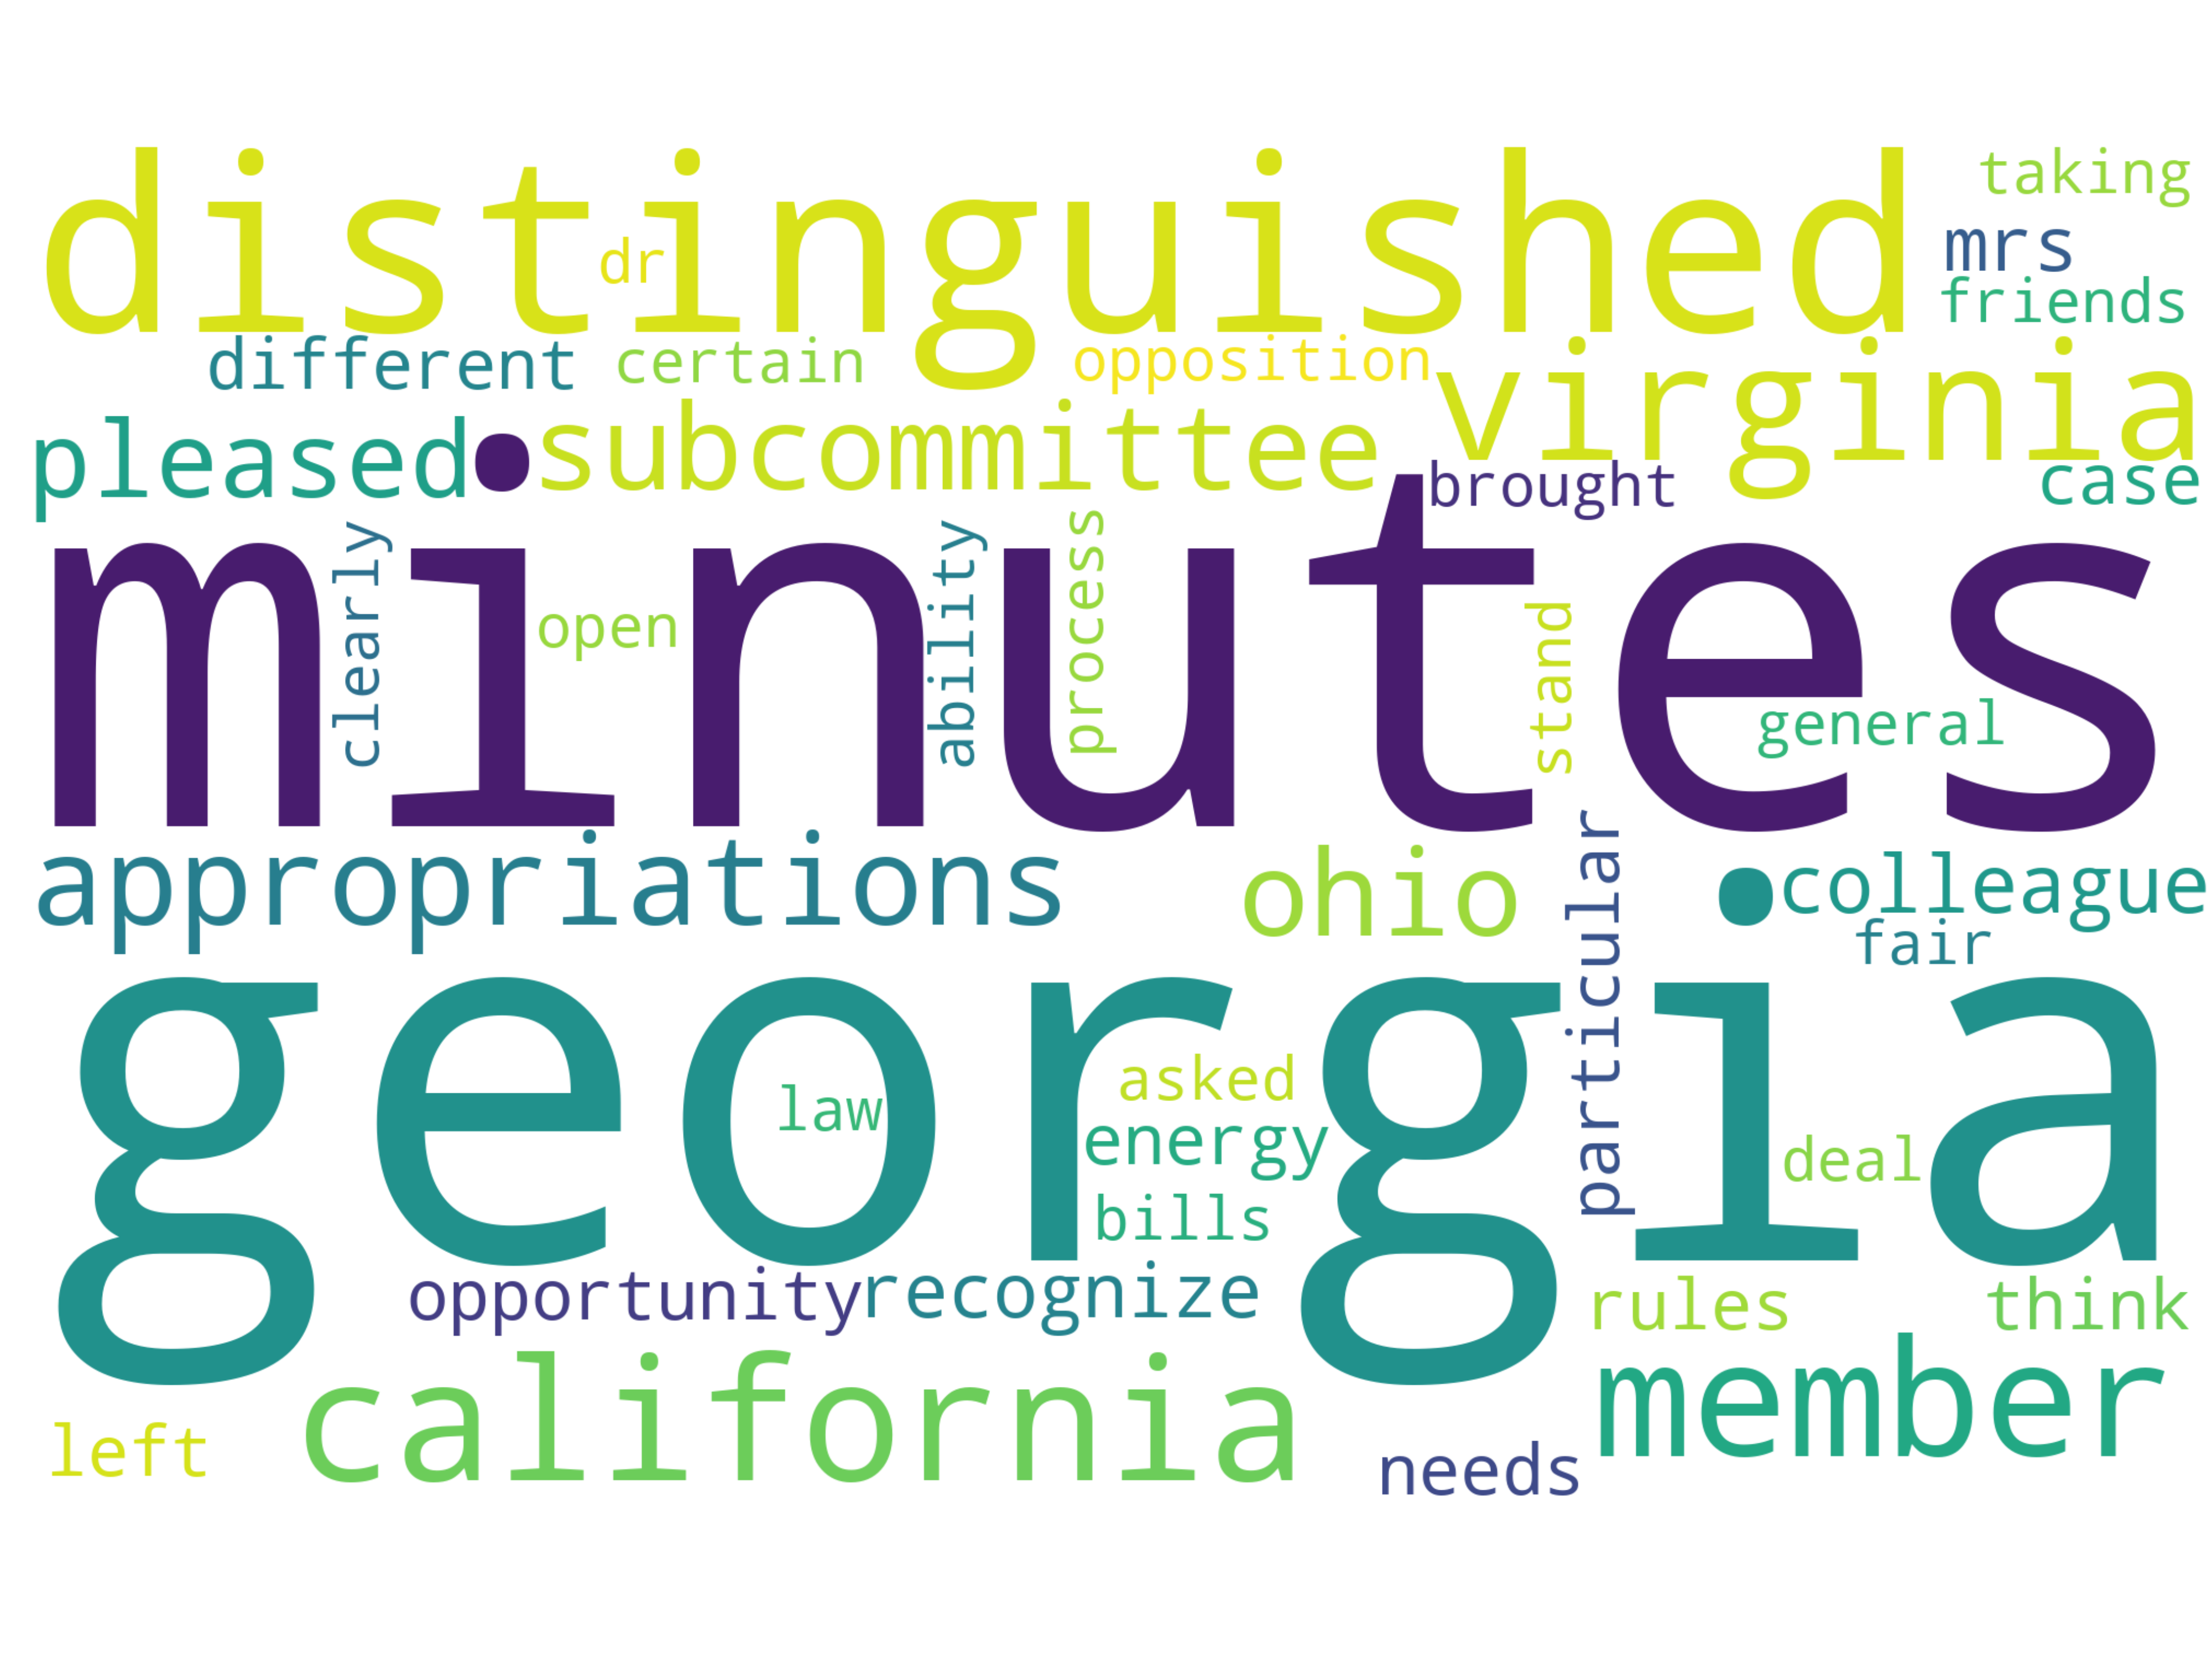 distinguished
taking
mrs
dr
friends
different
certain
opposition
virginia
pleased
subcommittee
brought
case
minutes
clearly
open
ability
process
stand
general
appropriations
ohio
particular
colleague
fair
georgia
law
asked
energy
deal
bills
opportunity
recognize
rules
think
california
member
left
needs